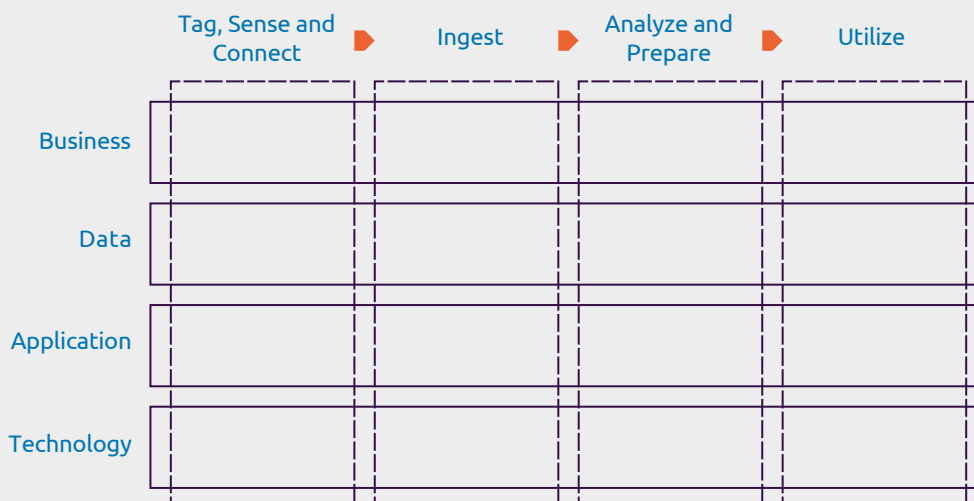 Tag, Sense and
Connect
Ingest
Analyze and
Prepare
Utilize
Business
Data
Application
Technology